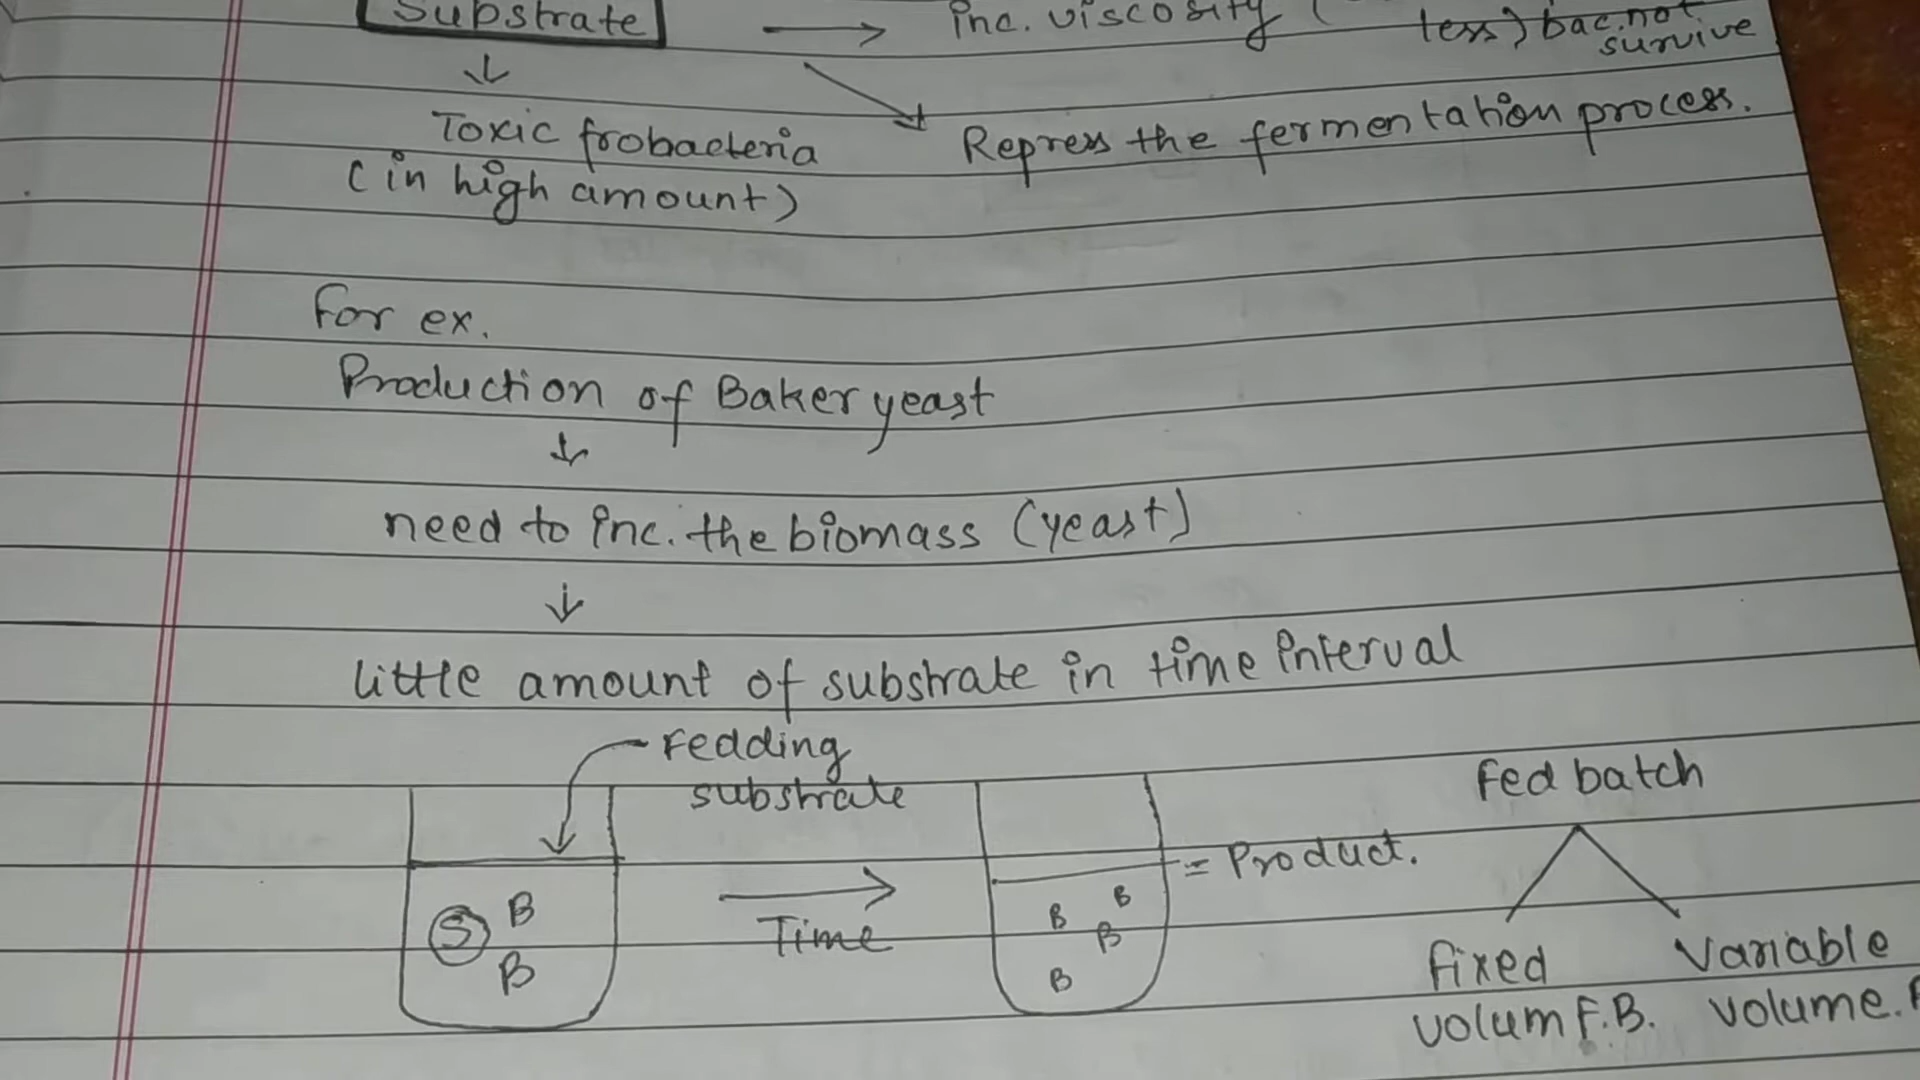 Substrate → inc. viscosity ( less) bac. not survive
↓
Toxic frobacteria
(in high amount)
Repress the fermentation process.
for ex.
Production of Baker yeast
↓
need to inc. the biomass (yeast)
↓
little amount of substrate in time interval
Fedding
substrate
S B
B
Time
B B
B
B
= Product.
Fed batch
fixed
volum F.B.
Variable
volume.